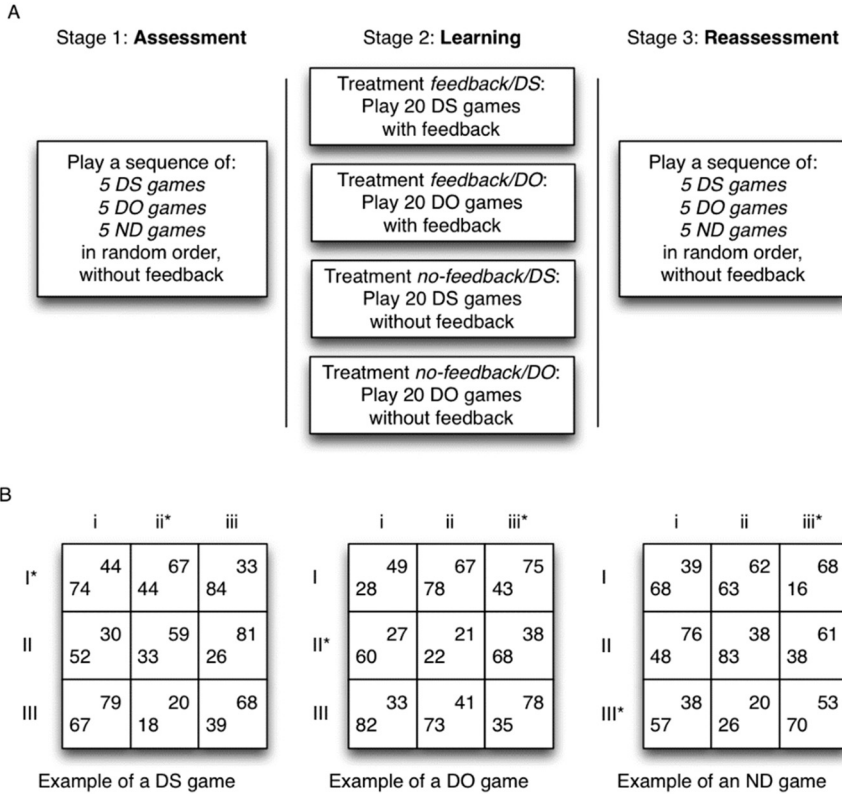 A
Stage 1: Assessment
Play a sequence of:
5 DS games
5 DO games
5 ND games
in random order,
without feedback
Stage 2: Learning
Treatment feedback/DS:
Play 20 DS games
with feedback
Treatment feedback/DO:
Play 20 DO games
with feedback
Treatment no-feedback/DS:
Play 20 DS games
without feedback
Treatment no-feedback/DO:
Play 20 DO games
without feedback
Stage 3: Reassessment
Play a sequence of:
5 DS games
5 DO games
5 ND games
in random order,
without feedback
B
i ii* iii
44 67 33
I*
74 44 84
30 59 81
II
52 33 26
79 20 68
III
67 18 39
Example of a DS game
i ii iii*
49 67 75
I
28 78 43
27 21 38
II*
60 22 68
33 41 78
III
82 73 35
Example of a DO game
i ii iii*
39 62 68
I
68 63 16
76 38 61
II
48 83 38
38 20 53
III*
57 26 70
Example of an ND game